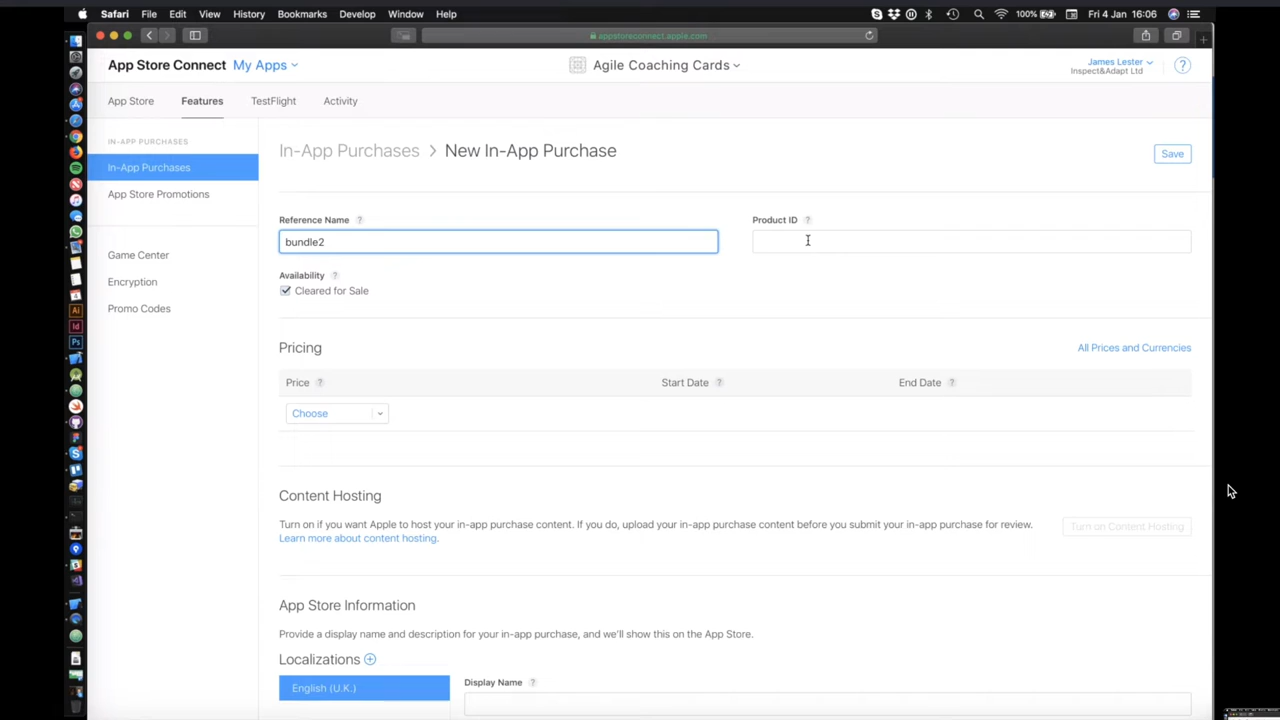 Safari File Edit View History Bookmarks Develop Window Help 100% Fri 4 Jan 16:06
appstoreconnect.apple.com
App Store Connect My Apps Agile Coaching Cards James Lester ?
Inspect&Adapt Ltd
App Store Features TestFlight Activity
IN-APP PURCHASES
In-App Purchases
App Store Promotions
Game Center
Encryption
Promo Codes
In-App Purchases > New In-App Purchase Save
Reference Name ? Product ID ?
bundle2
Availability ?
Cleared for Sale
Pricing All Prices and Currencies
Price ? Start Date ? End Date ?
Choose
Content Hosting
Turn on if you want Apple to host your in-app purchase content. If you do, upload your in-app purchase content before you submit your in-app purchase for review. Turn on Content Hosting
Learn more about content hosting.
App Store Information
Provide a display name and description for your in-app purchase, and we'll show this on the App Store.
Localizations
English (U.K.) Display Name ?
Ai
Id
Ps